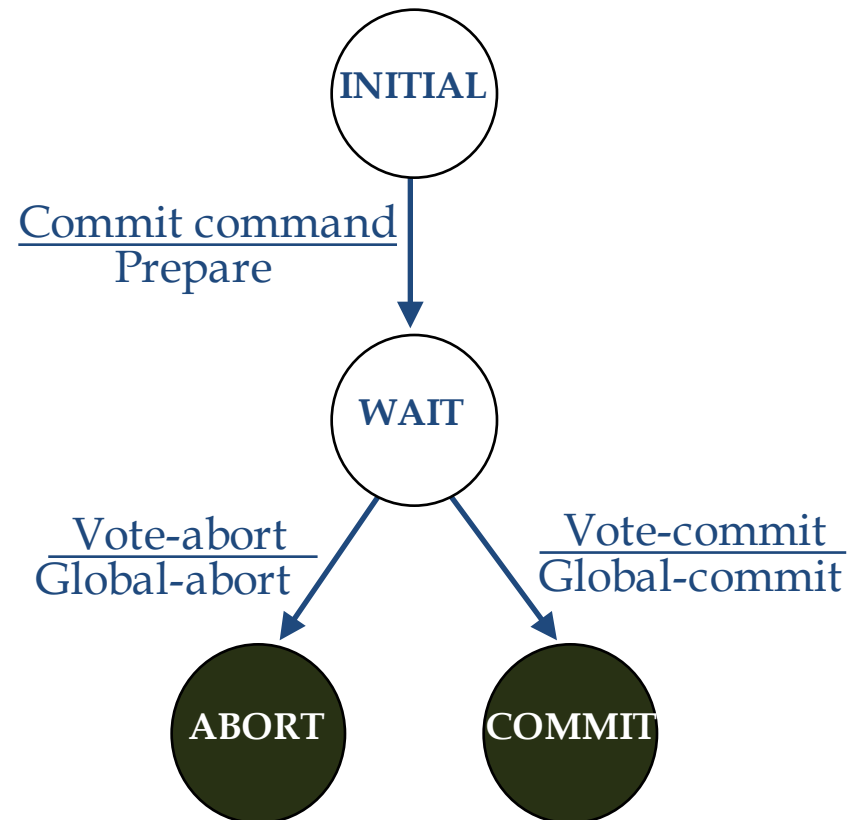 INITIAL
Commit command
Prepare
WAIT
Vote-abort
Global-abort
Vote-commit
Global-commit
ABORT
COMMIT